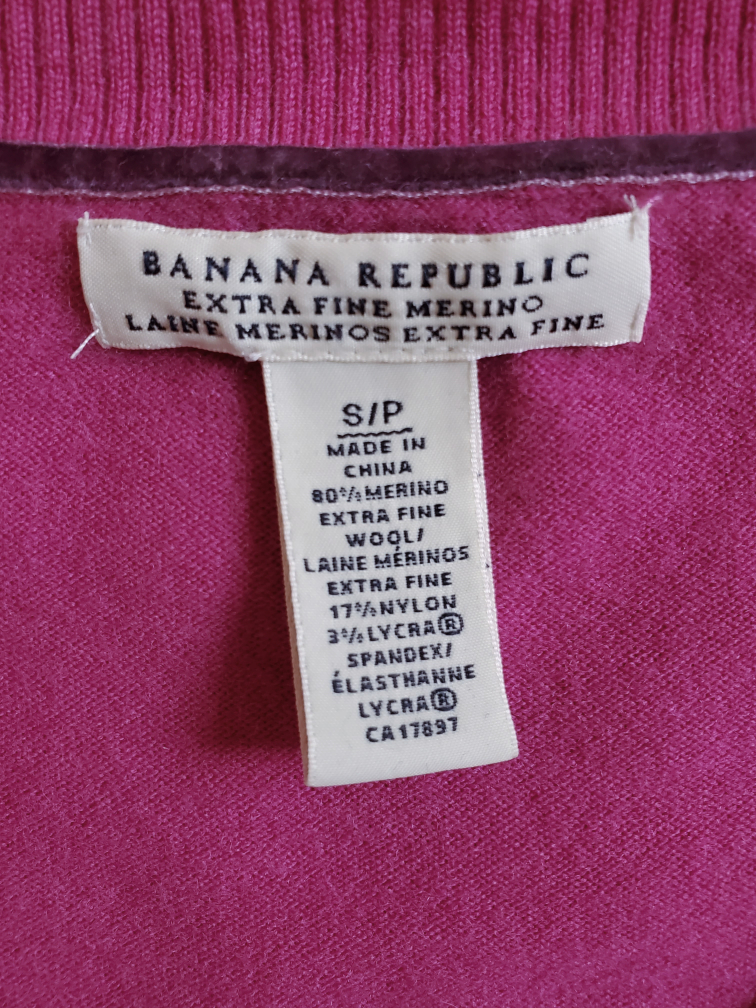 BANANA REPUBLIC
EXTRA FINE MERINO
LAINE MERINOS EXTRA FINE
S/P
MADE IN
CHINA
80%MERINO
EXTRA FINE
WOOL/
LAINE MÉRINOS
EXTRA FINE
17%NYLON
3%LYCRA®
SPANDEX/
ÉLASTHANNE
LYCRA®
CA17897